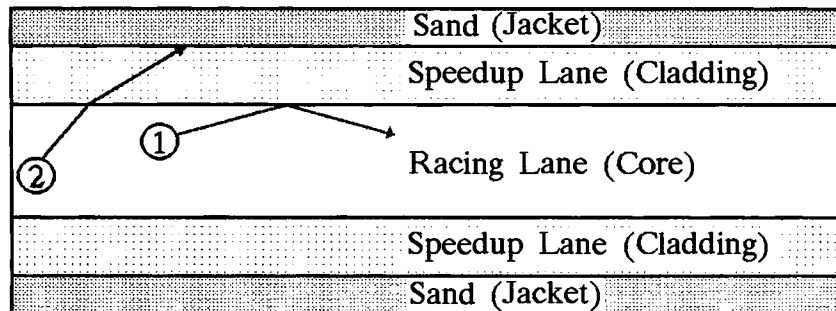 Sand (Jacket)
Speedup Lane (Cladding)
1
2
Racing Lane (Core)
Speedup Lane (Cladding)
Sand (Jacket)